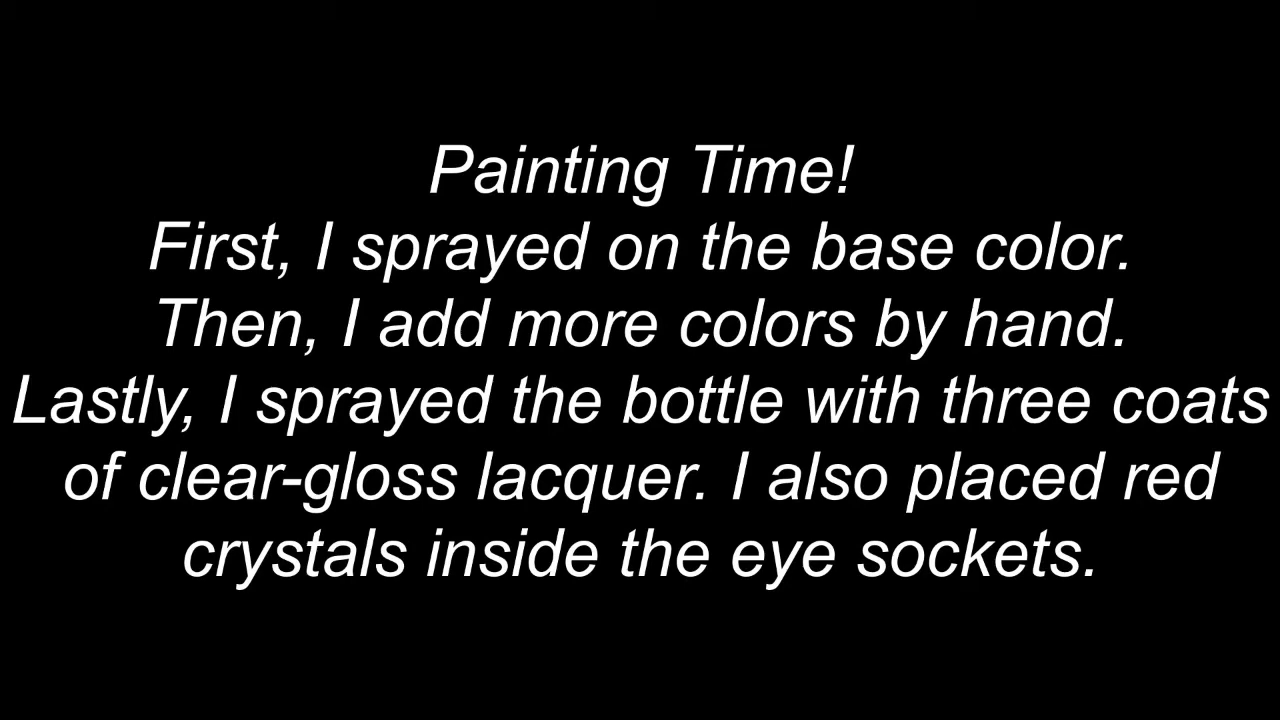 Painting Time!
First, I sprayed on the base color.
Then, I add more colors by hand.
Lastly, I sprayed the bottle with three coats
of clear-gloss lacquer. I also placed red
crystals inside the eye sockets.